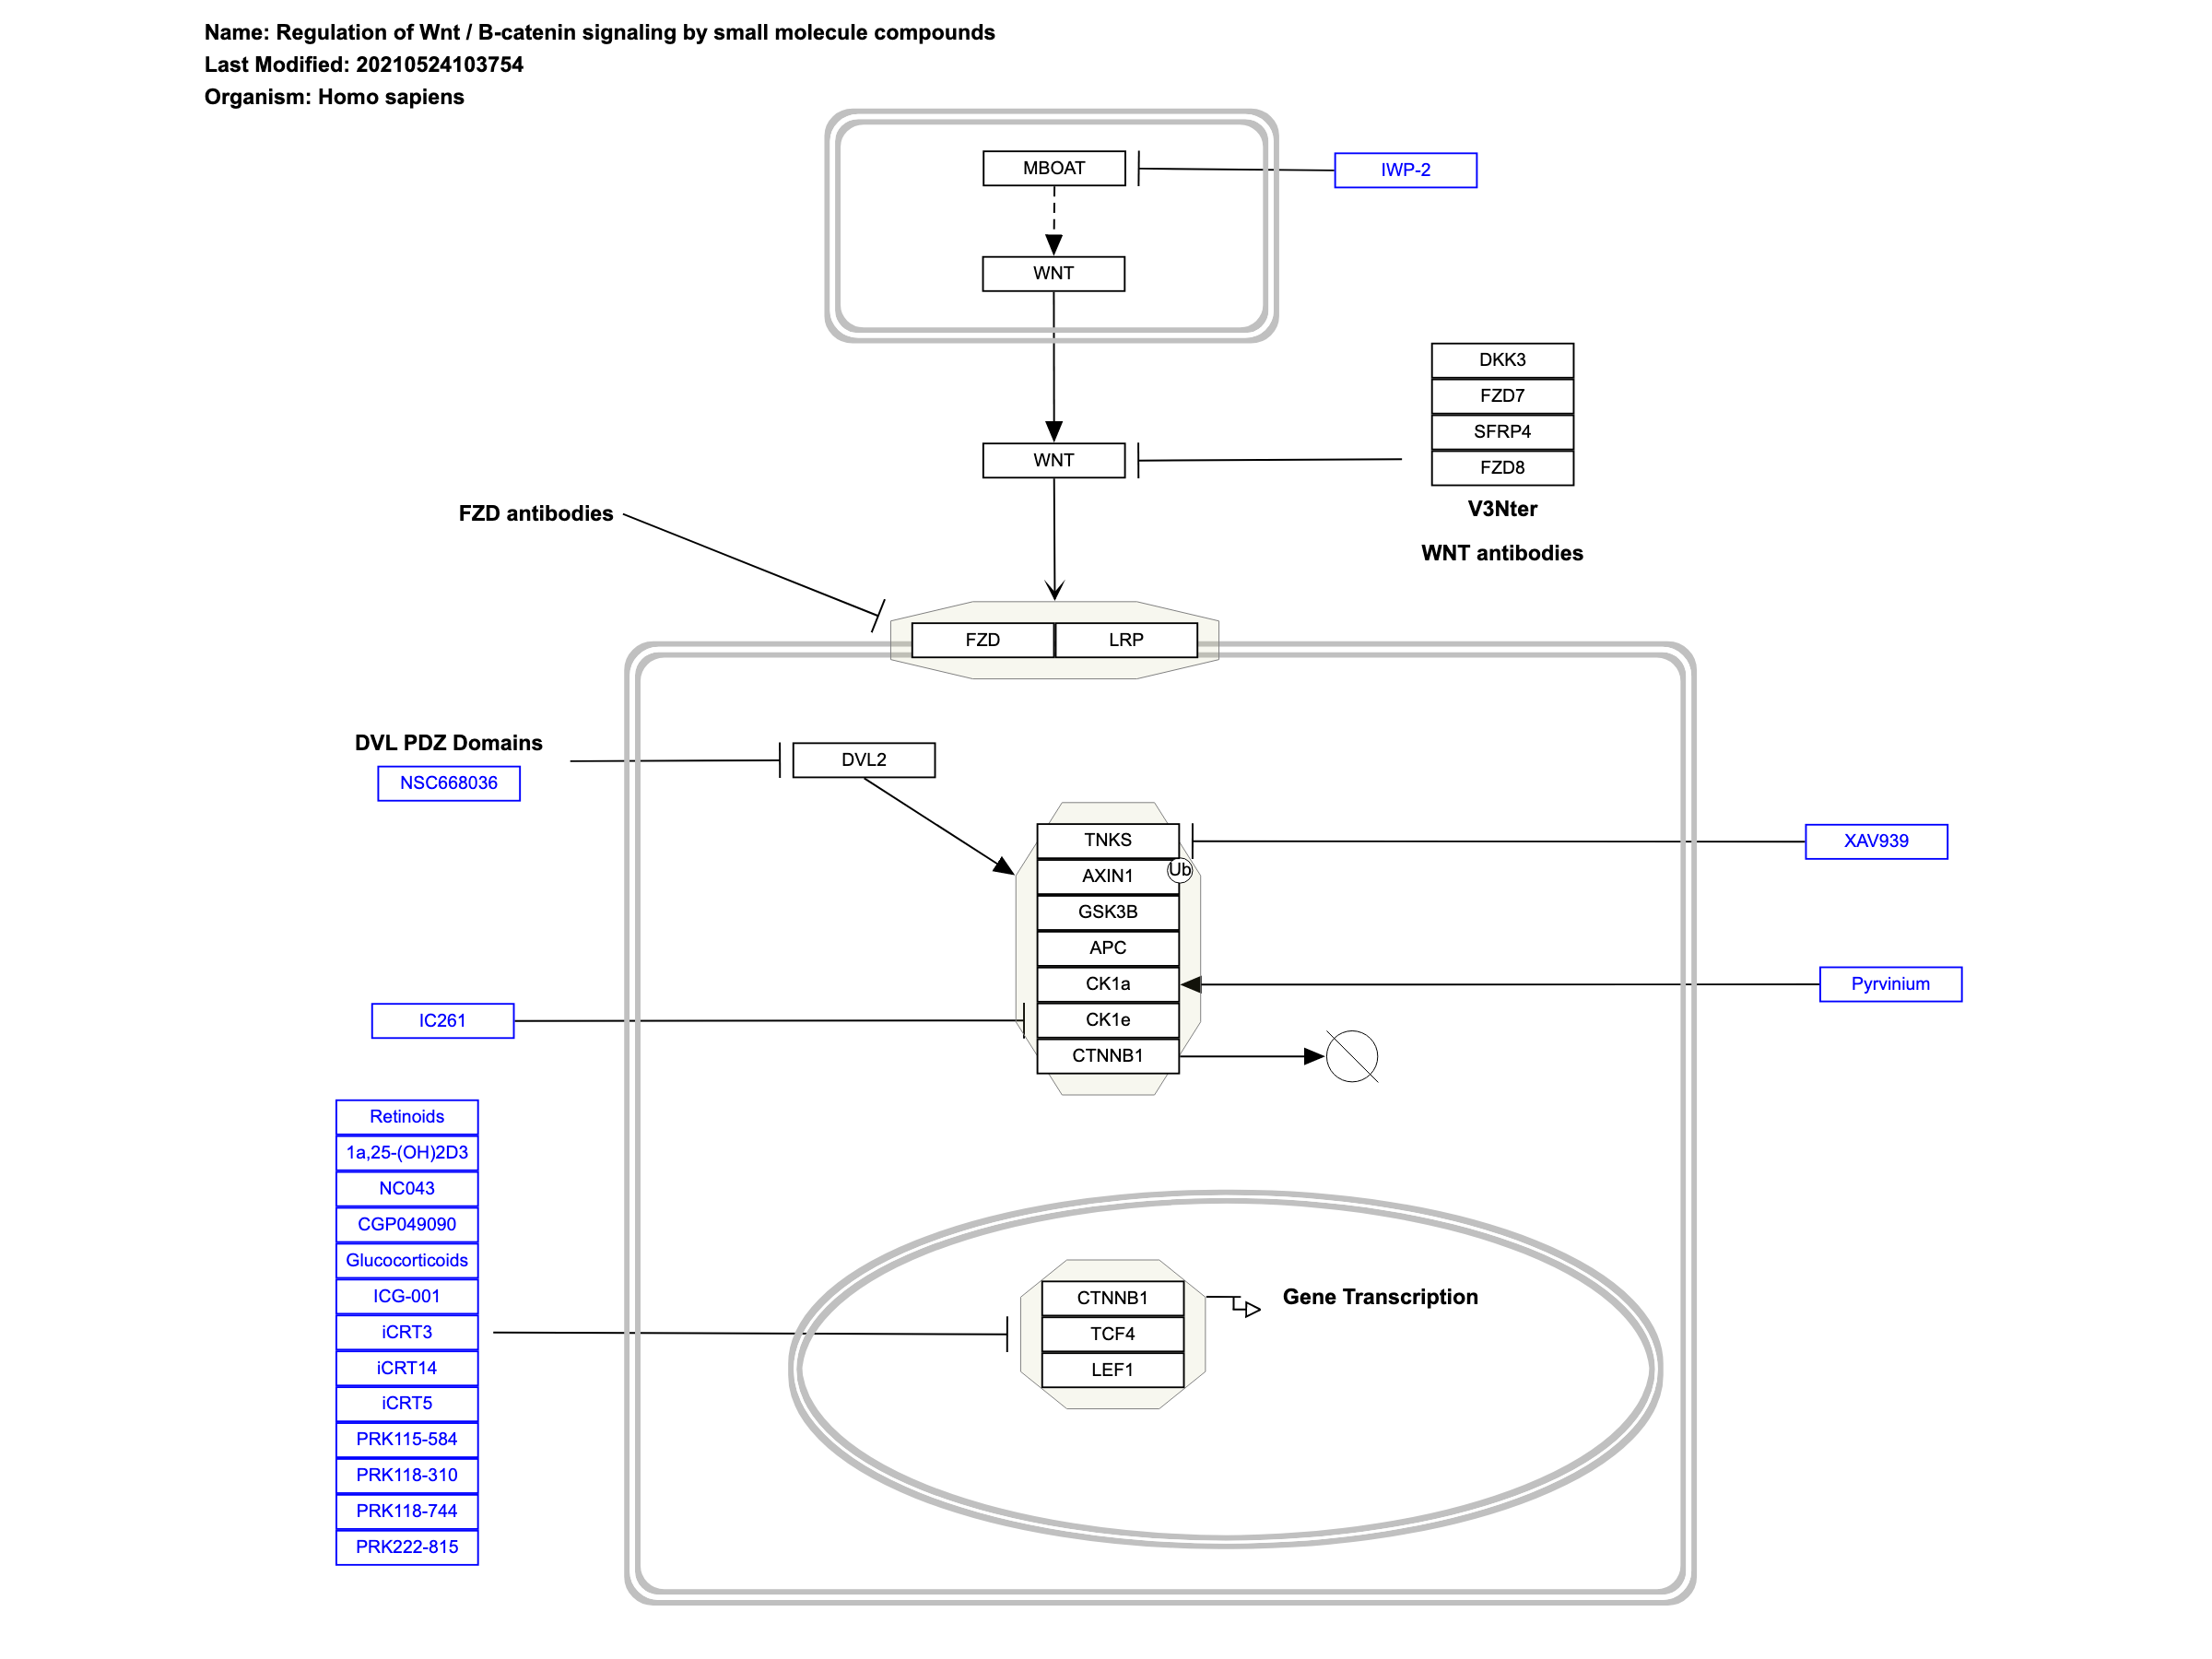 Name: Regulation of Wnt / B-catenin signaling by small molecule compounds
Last Modified: 20210524103754
Organism: Homo sapiens
MBOAT
IWP-2
WNT
DKK3
FZD7
SFRP4
FZD8
WNT
V3Nter
WNT antibodies
FZD antibodies
FZD
LRP
DVL PDZ Domains
NSC668036
DVL2
TNKS
AXIN1
Ub
GSK3B
APC
CK1a
CK1e
CTNNB1
XAV939
Pyrvinium
IC261
Retinoids
1a,25-(OH)2D3
NC043
CGP049090
Glucocorticoids
ICG-001
iCRT3
iCRT14
iCRT5
PRK115-584
PRK118-310
PRK118-744
PRK222-815
CTNNB1
TCF4
LEF1
Gene Transcription